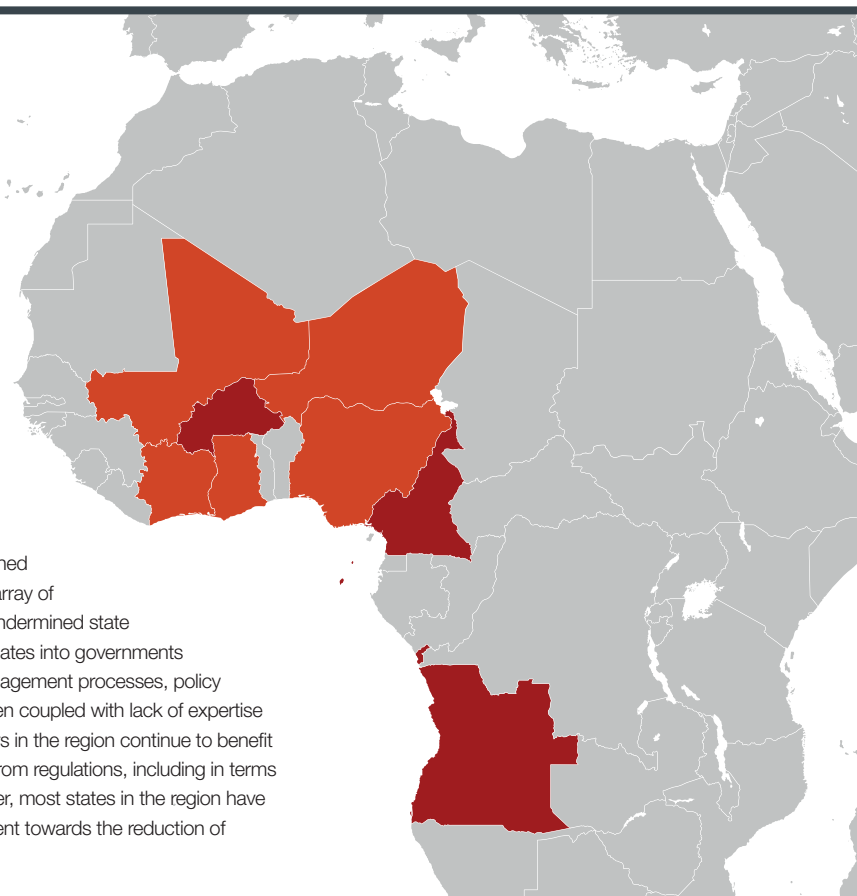 array of
ndermined state
ates into governments
nagement processes, policy
en coupled with lack of expertise
s in the region continue to benefit
rom regulations, including in terms
er, most states in the region have
ent towards the reduction of